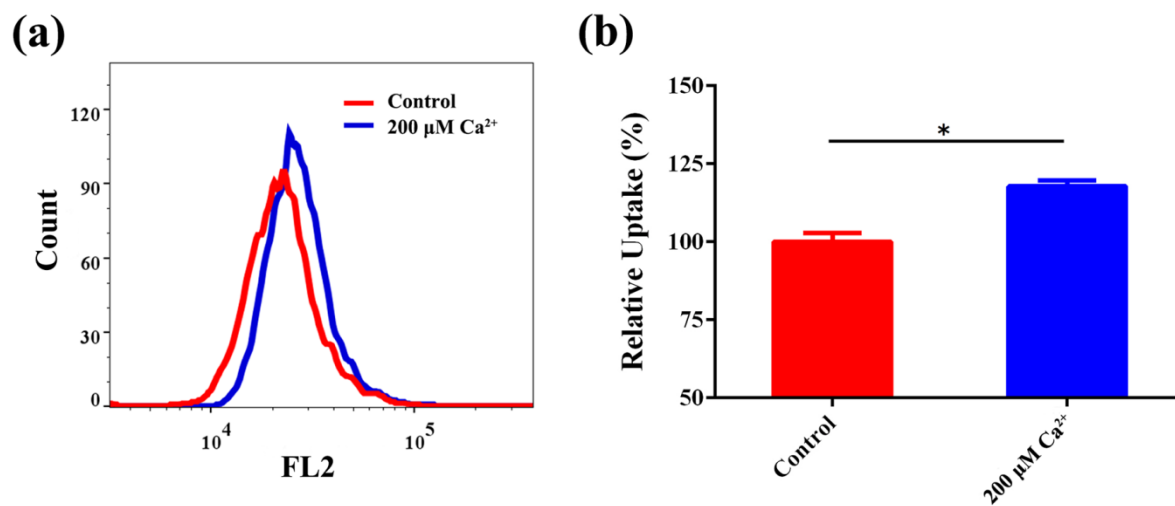 (a)
Count
120
90
60
30
0
10⁴
10⁵
FL2
Control
200 μM Ca²⁺
(b)
Relative Uptake (%)
150
125
100
75
50
*
Control
200 μM Ca²⁺